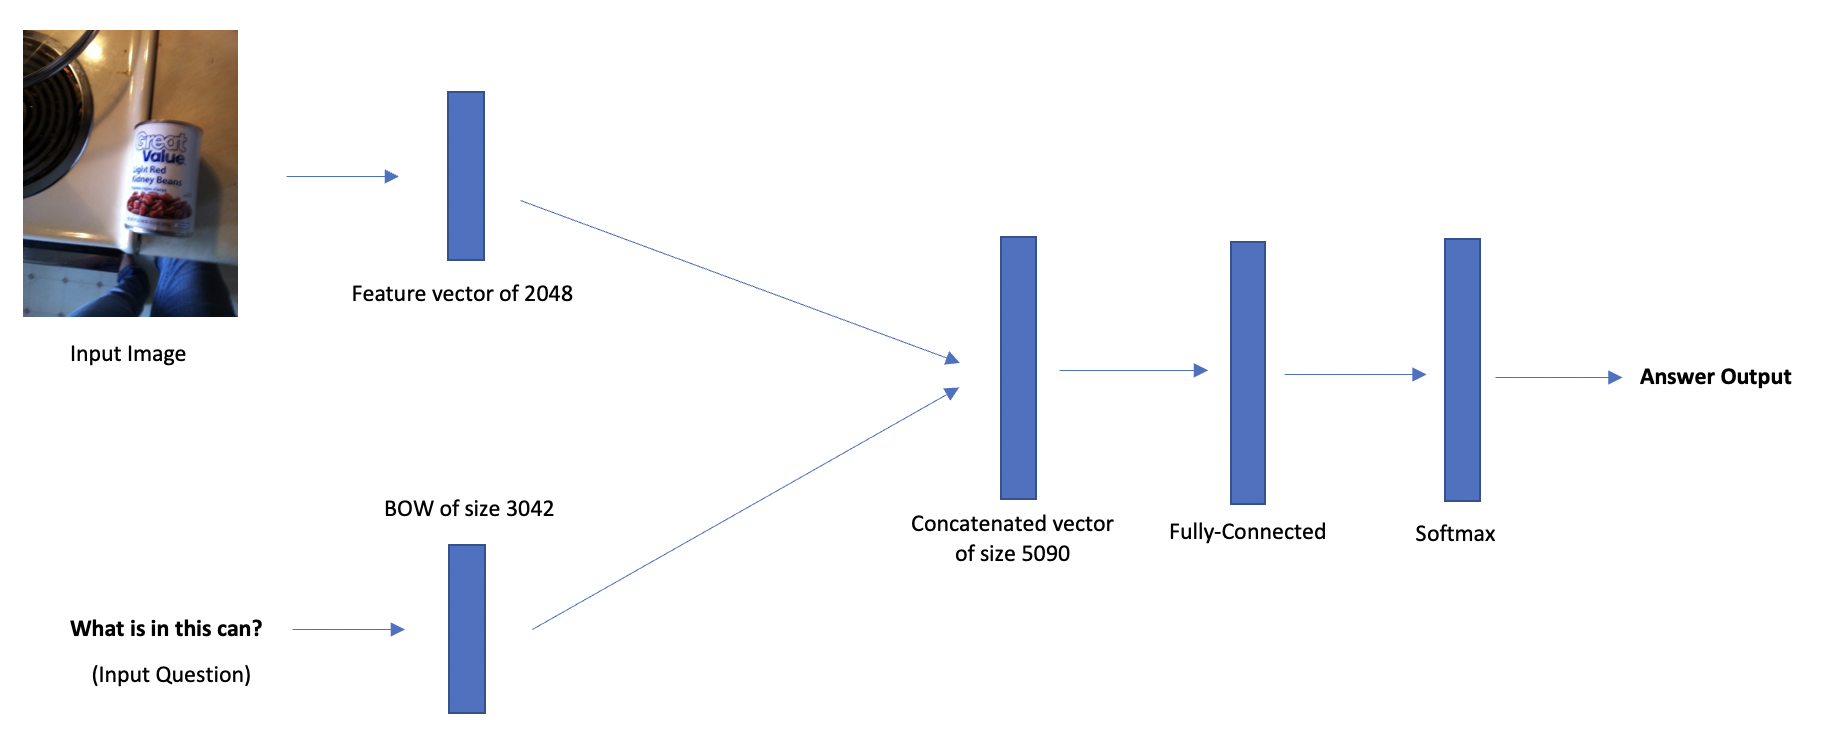 Great
Value
Light Red
Kidney Beans
Input Image
Feature vector of 2048
BOW of size 3042
What is in this can?
(Input Question)
Concatenated vector
of size 5090
Fully-Connected
Softmax
Answer Output